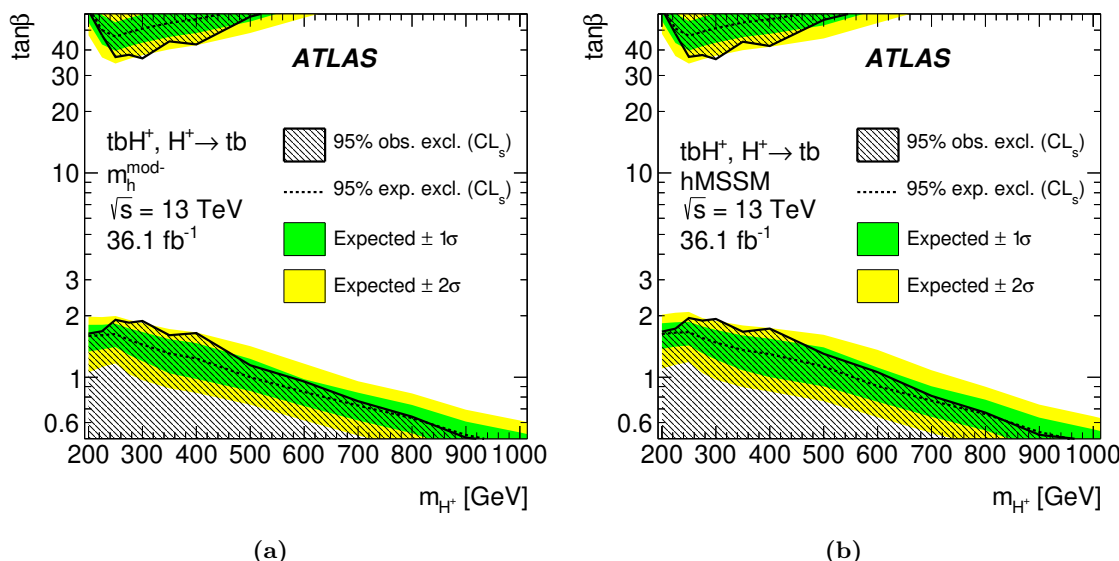 tanβ
40
30
20
10
3
2
1
0.6
ATLAS
tbH⁺, H⁺→ tb
m_h^mod-
√s = 13 TeV
36.1 fb⁻¹
95% obs. excl. (CL_s)
95% exp. excl. (CL_s)
Expected ± 1σ
Expected ± 2σ
200 300 400 500 600 700 800 900 1000
m_H⁺ [GeV]
(a)
tanβ
40
30
20
10
3
2
1
0.6
ATLAS
tbH⁺, H⁺→ tb
hMSSM
√s = 13 TeV
36.1 fb⁻¹
95% obs. excl. (CL_s)
95% exp. excl. (CL_s)
Expected ± 1σ
Expected ± 2σ
200 300 400 500 600 700 800 900 1000
m_H⁺ [GeV]
(b)